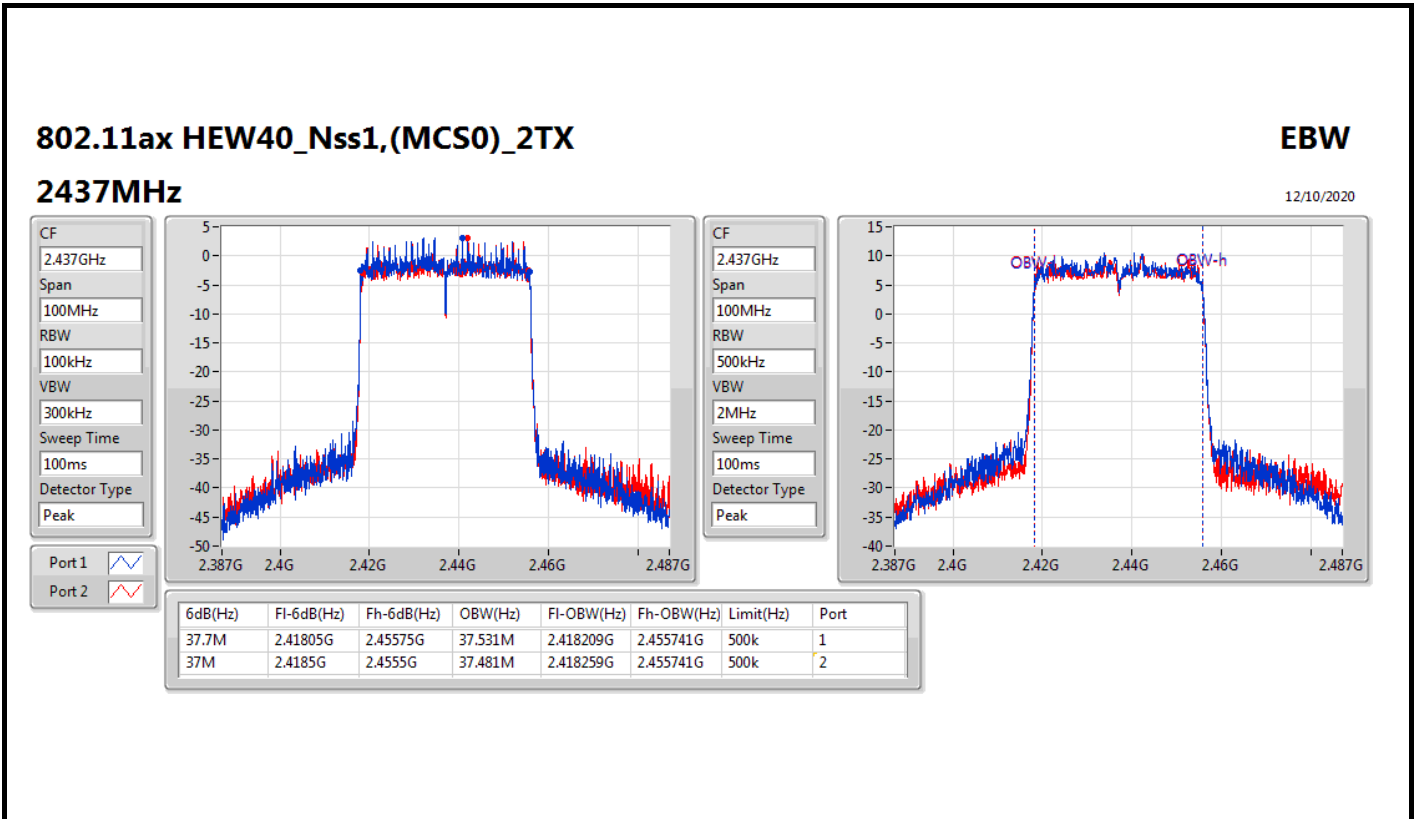 802.11ax HEW40_Nss1,(MCS0)_2TX
EBW
2437MHz
12/10/2020
CF
2.437GHz
Span
100MHz
RBW
100kHz
VBW
300kHz
Sweep Time
100ms
Detector Type
Peak
Port 1
Port 2
5
0
-5
-10
-15
-20
-25
-30
-35
-40
-45
-50
2.387G 2.4G 2.42G 2.44G 2.46G 2.487G
CF
2.437GHz
Span
100MHz
RBW
500kHz
VBW
2MHz
Sweep Time
100ms
Detector Type
Peak
15
10
5
0
-5
-10
-15
-20
-25
-30
-35
-40
OBW-h
2.387G 2.4G 2.42G 2.44G 2.46G 2.487G
6dB(Hz) Fl-6dB(Hz) Fh-6dB(Hz) OBW(Hz) Fl-OBW(Hz) Fh-OBW(Hz) Limit(Hz) Port
37.7M 2.41805G 2.45575G 37.531M 2.418209G 2.455741G 500k 1
37M 2.4185G 2.4555G 37.481M 2.418259G 2.455741G 500k 2